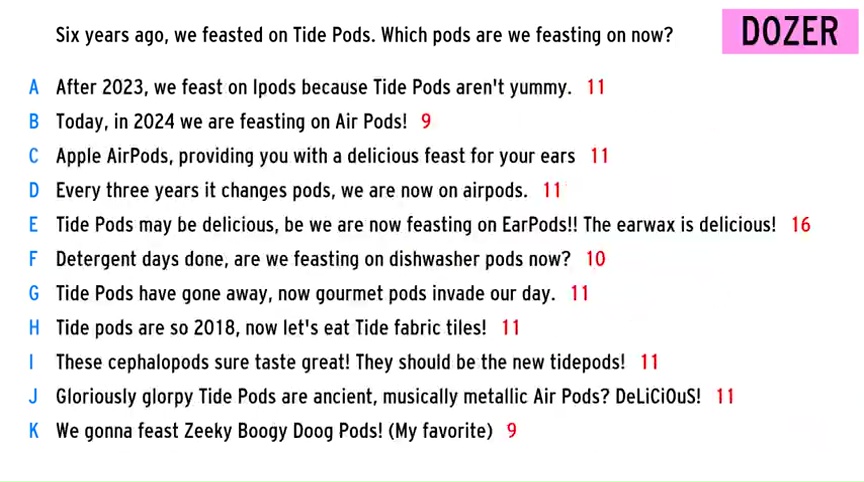 Six years ago, we feasted on Tide Pods. Which pods are we feasting on now?
DOZER
A After 2023, we feast on Ipods because Tide Pods aren't yummy. 11
B Today, in 2024 we are feasting on Air Pods! 9
C Apple AirPods, providing you with a delicious feast for your ears 11
D Every three years it changes pods, we are now on airpods. 11
E Tide Pods may be delicious, be we are now feasting on EarPods!! The earwax is delicious! 16
F Detergent days done, are we feasting on dishwasher pods now? 10
G Tide Pods have gone away, now gourmet pods invade our day. 11
H Tide pods are so 2018, now let's eat Tide fabric tiles! 11
I These cephalopods sure taste great! They should be the new tidepods! 11
J Gloriously glorpy Tide Pods are ancient, musically metallic Air Pods? DeLiCiOuS! 11
K We gonna feast Zeeky Boogy Doog Pods! (My favorite) 9